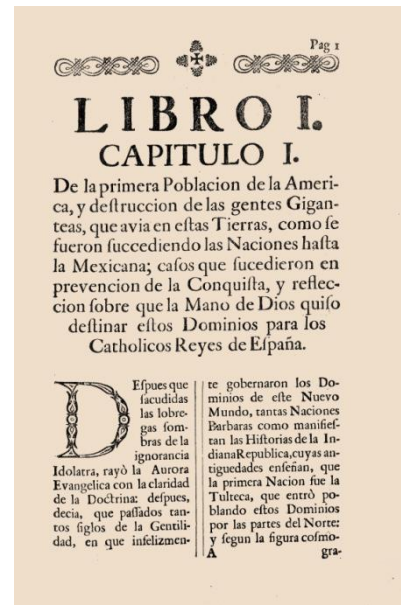 Pag 1
LIBRO I.
CAPITULO I.
De la primera Poblacion de la Ameri-
ca, y deſtruccion de las gentes Gigan-
teas, que avia en eſtas Tierras, como ſe
fueron ſuccediendo las Naciones haſta
la Mexicana; caſos que ſucedieron en
prevencion de la Conquiſta, y reflec-
cion ſobre que la Mano de Dios quiſo
deſtinar eſtos Dominios para los
Catholicos Reyes de Eſpaña.
DEſpues que
ſacudidas
las lobre-
gas ſom-
bras de la
ignorancia
Idolatra, rayò la Aurora
Evangelica con la claridad
de la Doctrina: deſpues,
decia, que paſſados tan-
tos ſiglos de la Gentili-
dad, en que infelizmen-
te gobernaron los Do-
minios de eſte Nuevo
Mundo, tantas Naciones
Barbaras como manifieſ-
tan las Hiſtorias de la In-
diana Republica, cuyas an-
tiguedades enſeñan, que
la primera Nacion fue la
Tulteca, que entrò po-
blando eſtos Dominios
por las partes del Norte:
y ſegun la figura coſmo-
A gra-